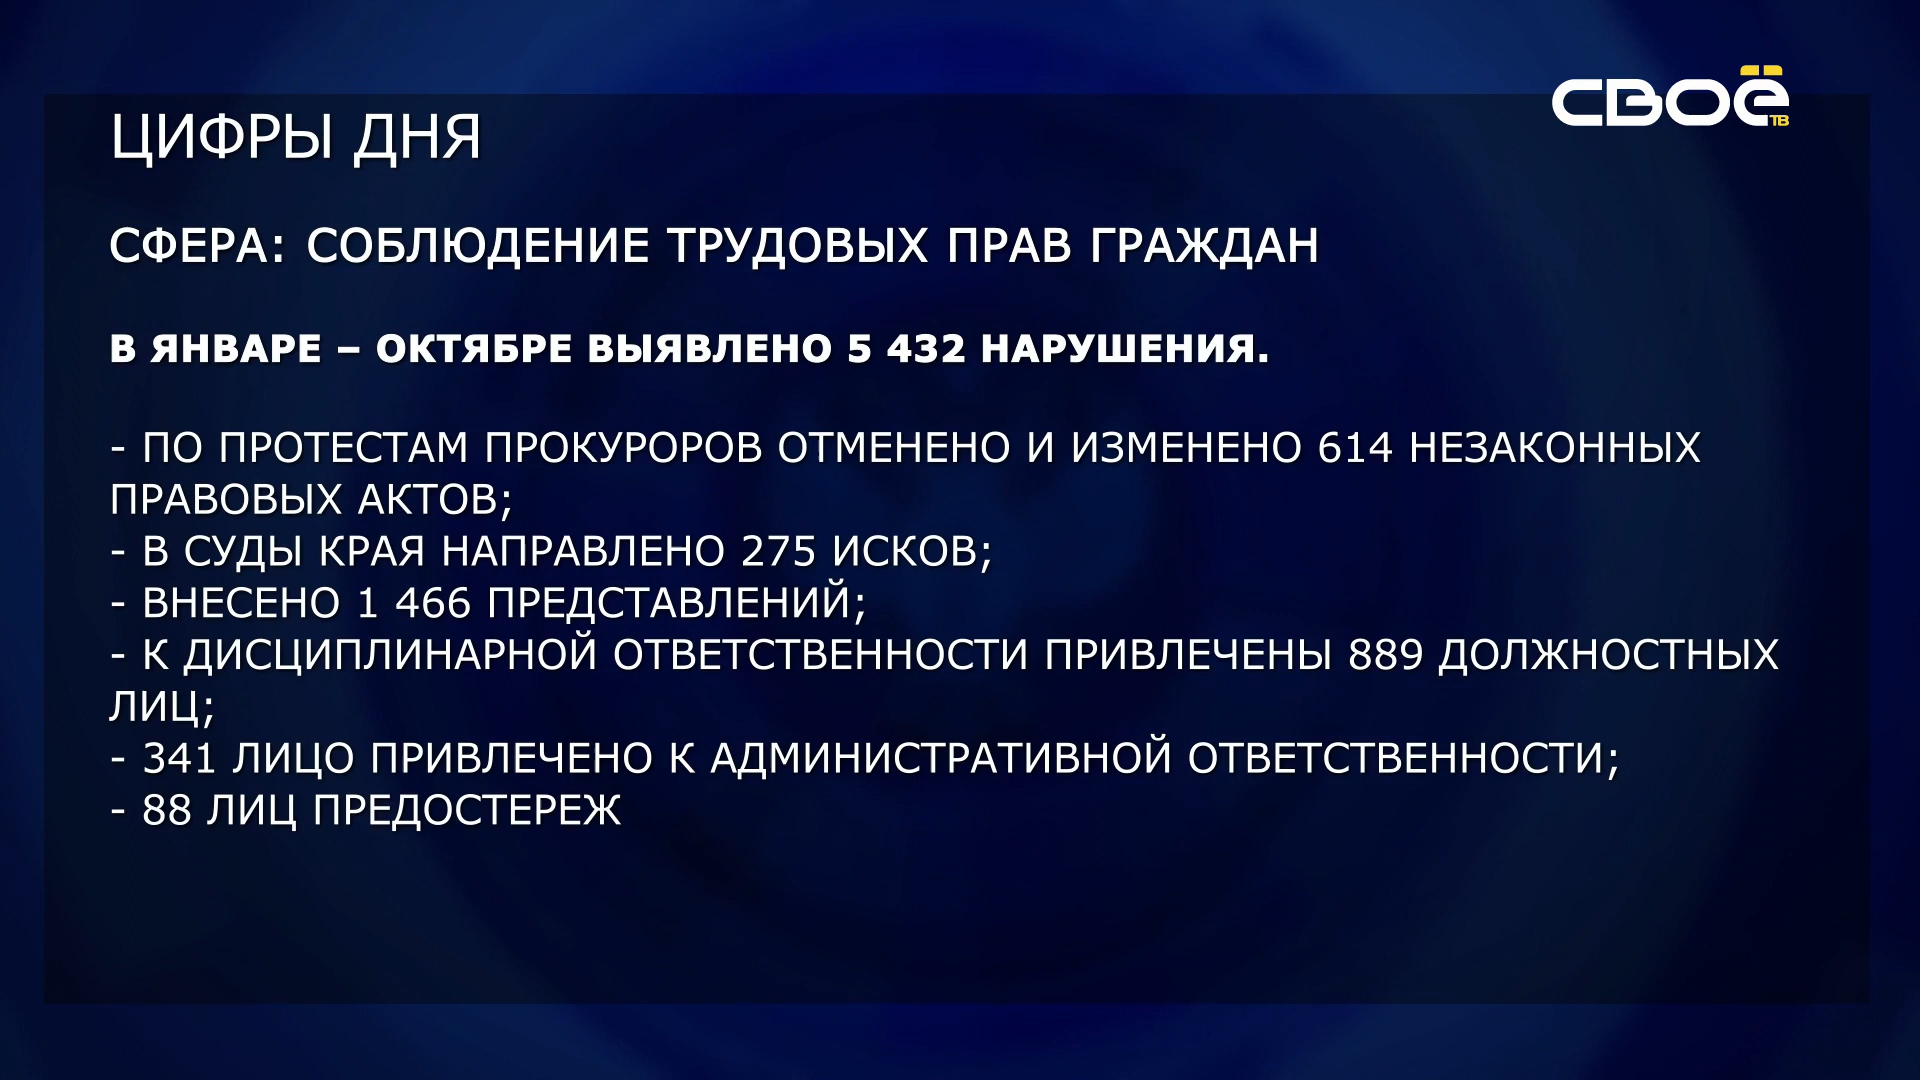 СВОЁ
ТВ
ЦИФРЫ ДНЯ
СФЕРА: СОБЛЮДЕНИЕ ТРУДОВЫХ ПРАВ ГРАЖДАН
В ЯНВАРЕ – ОКТЯБРЕ ВЫЯВЛЕНО 5 432 НАРУШЕНИЯ.
- ПО ПРОТЕСТАМ ПРОКУРОРОВ ОТМЕНЕНО И ИЗМЕНЕНО 614 НЕЗАКОННЫХ
ПРАВОВЫХ АКТОВ;
- В СУДЫ КРАЯ НАПРАВЛЕНО 275 ИСКОВ;
- ВНЕСЕНО 1 466 ПРЕДСТАВЛЕНИЙ;
- К ДИСЦИПЛИНАРНОЙ ОТВЕТСТВЕННОСТИ ПРИВЛЕЧЕНЫ 889 ДОЛЖНОСТНЫХ
ЛИЦ;
- 341 ЛИЦО ПРИВЛЕЧЕНО К АДМИНИСТРАТИВНОЙ ОТВЕТСТВЕННОСТИ;
- 88 ЛИЦ ПРЕДОСТЕРЕЖ